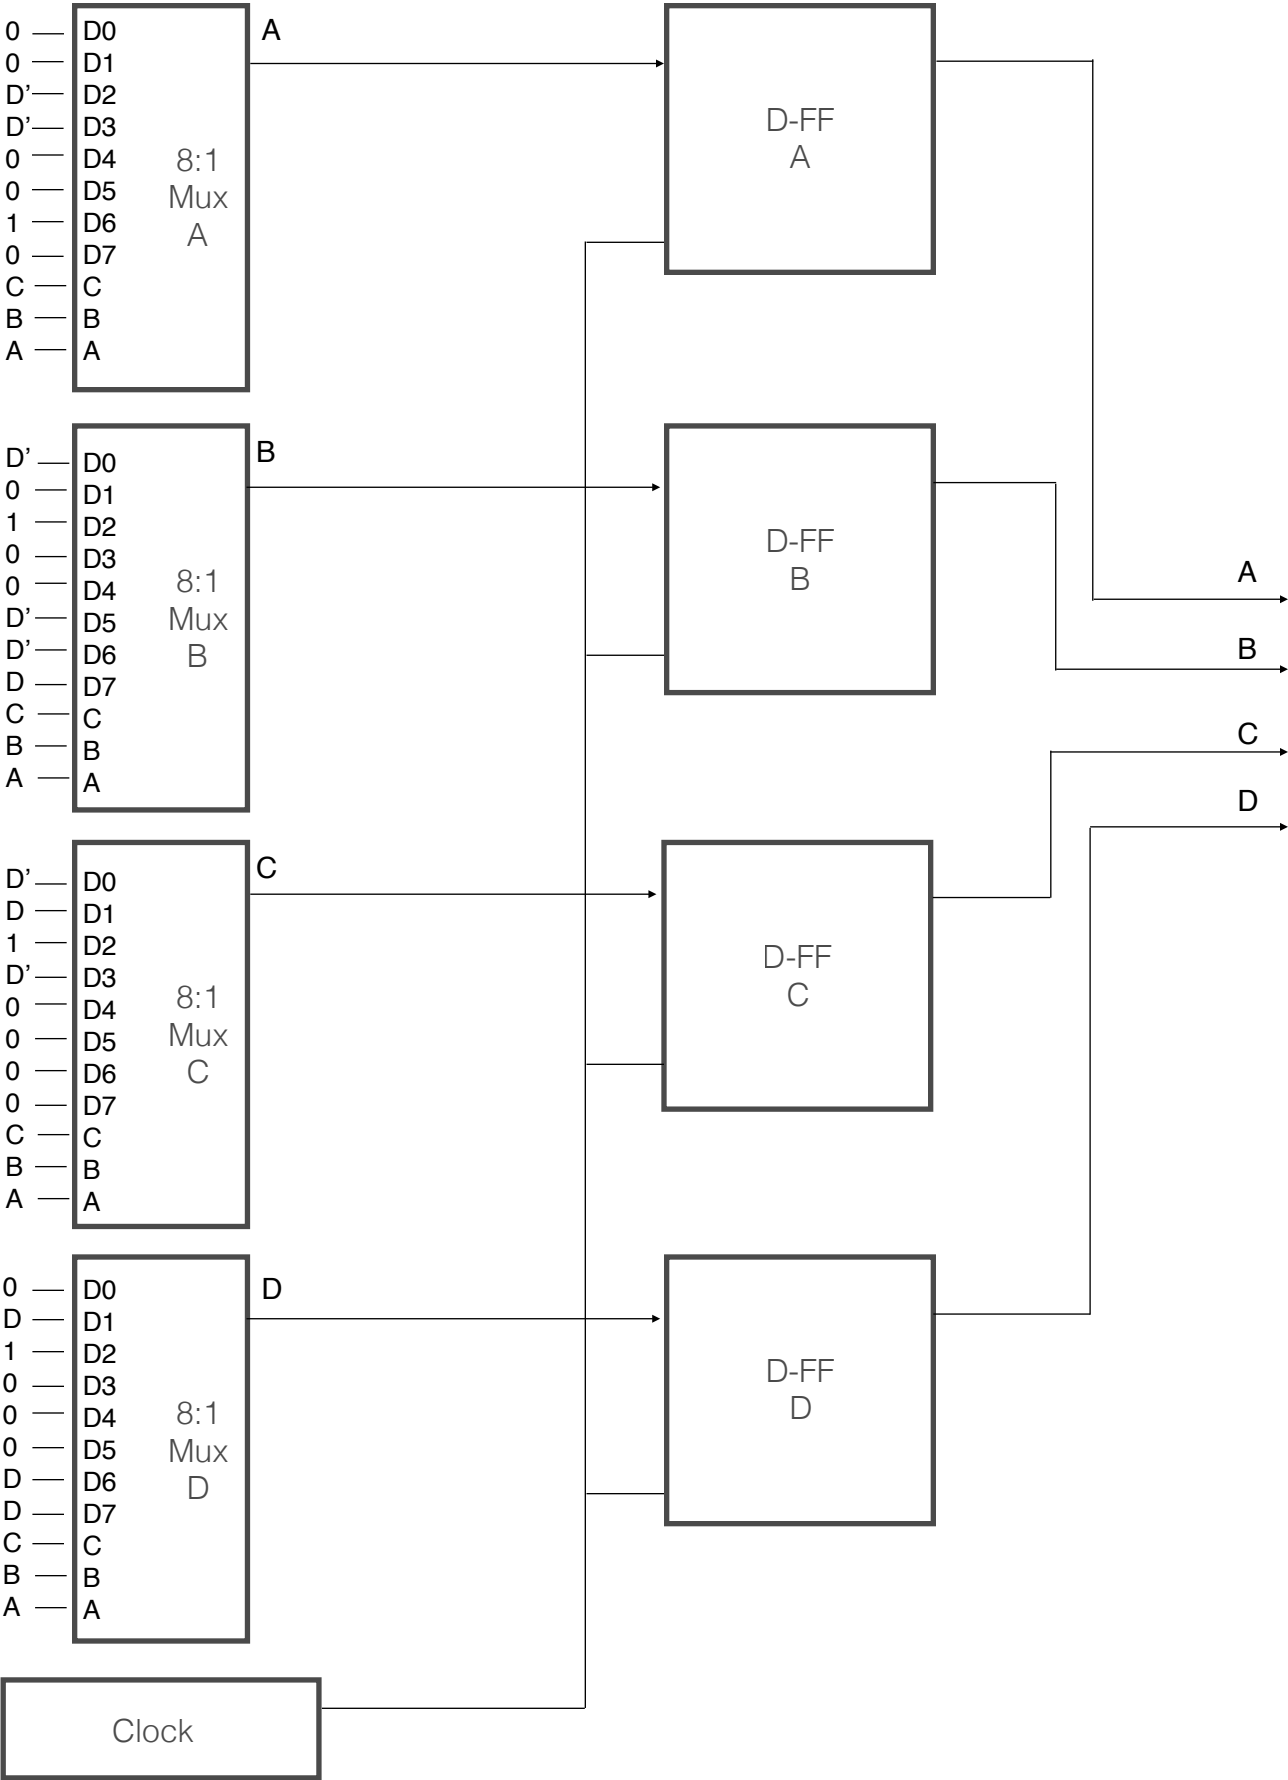 0 D0 A
0 D1
D’ D2
D’ D3
0 D4 8:1
0 D5 Mux
1 D6 A
0 D7
C C
B B
A A
D-FF
A
D’ D0 B
0 D1
1 D2
0 D3
0 D4 8:1
D’ D5 Mux
D’ D6 B
D D7
C C
B B
A A
D-FF
B
A
B
C
D
D’ D0 C
D D1
1 D2
D’ D3
0 D4 8:1
0 D5 Mux
0 D6 C
0 D7
C C
B B
A A
D-FF
C
0 D0 D
D D1
1 D2
0 D3
0 D4 8:1
0 D5 Mux
D D6 D
D D7
C C
B B
A A
D-FF
D
Clock